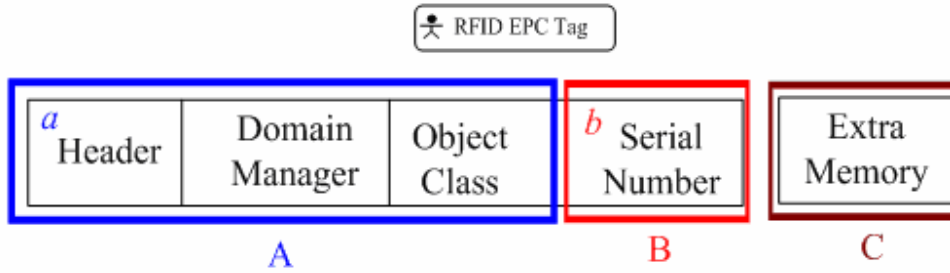 RFID EPC Tag
a
Header
Domain
Manager
Object
Class
b
Serial
Number
Extra
Memory
A
B
C